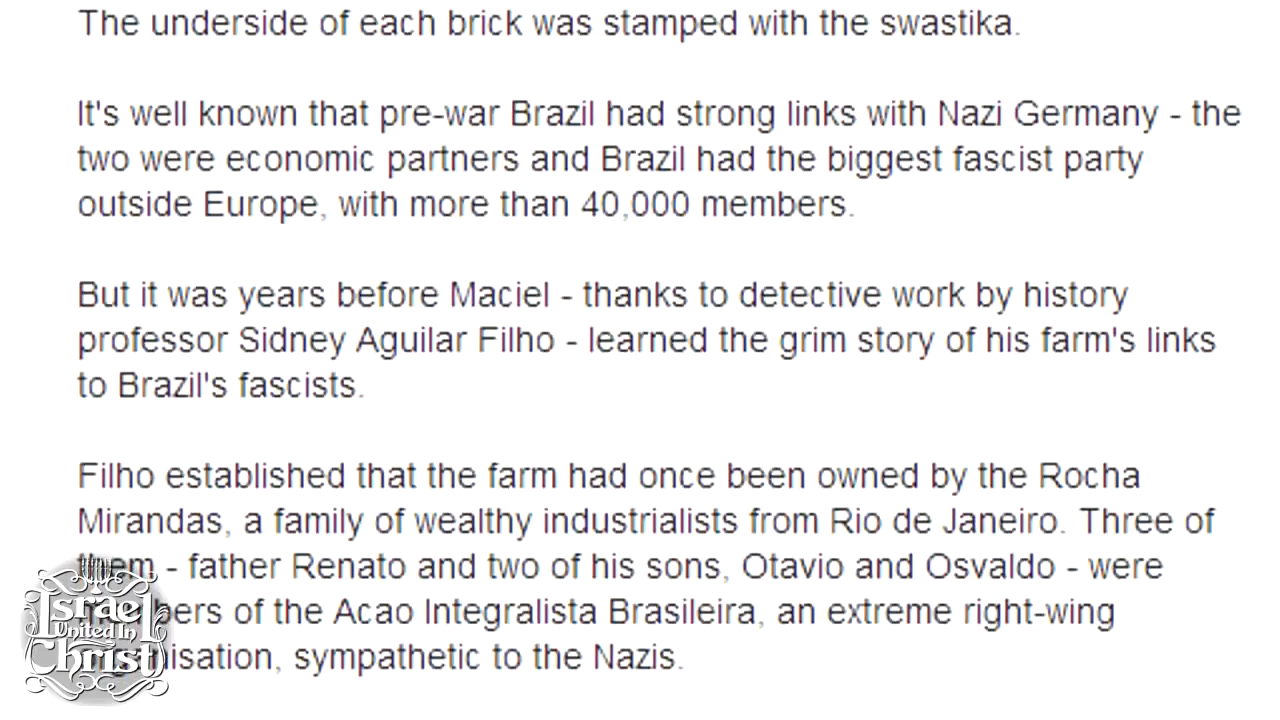 The underside of each brick was stamped with the swastika.
It's well known that pre-war Brazil had strong links with Nazi Germany - the
two were economic partners and Brazil had the biggest fascist party
outside Europe, with more than 40,000 members.
But it was years before Maciel - thanks to detective work by history
professor Sidney Aguilar Filho - learned the grim story of his farm's links
to Brazil's fascists.
Filho established that the farm had once been owned by the Rocha
Mirandas, a family of wealthy industrialists from Rio de Janeiro. Three of
them - father Renato and two of his sons, Otavio and Osvaldo - were
members of the Acao Integralista Brasileira, an extreme right-wing
organisation, sympathetic to the Nazis.
Israel
United In
Christ